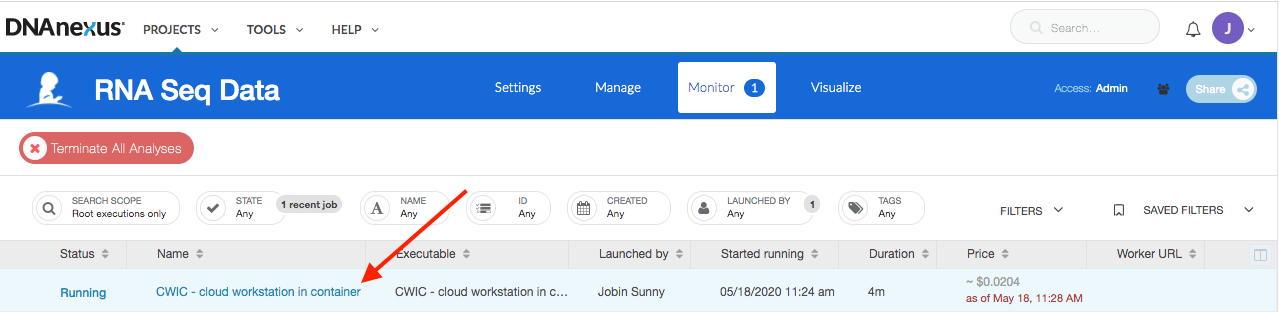 DNAnexus
PROJECTS TOOLS HELP
Search...
J
RNA Seq Data
Settings Manage Monitor 1 Visualize
Access: Admin
Share
Terminate All Analyses
SEARCH SCOPE
Root executions only
STATE
Any
1 recent job
NAME
Any
ID
Any
CREATED
Any
LAUNCHED BY
Any
1
TAGS
Any
FILTERS
SAVED FILTERS
Status Name Executable Launched by Started running Duration Price Worker URL
Running CWIC - cloud workstation in container CWIC - cloud workstation in c... Jobin Sunny 05/18/2020 11:24 am 4m ~ $0.0204
as of May 18, 11:28 AM